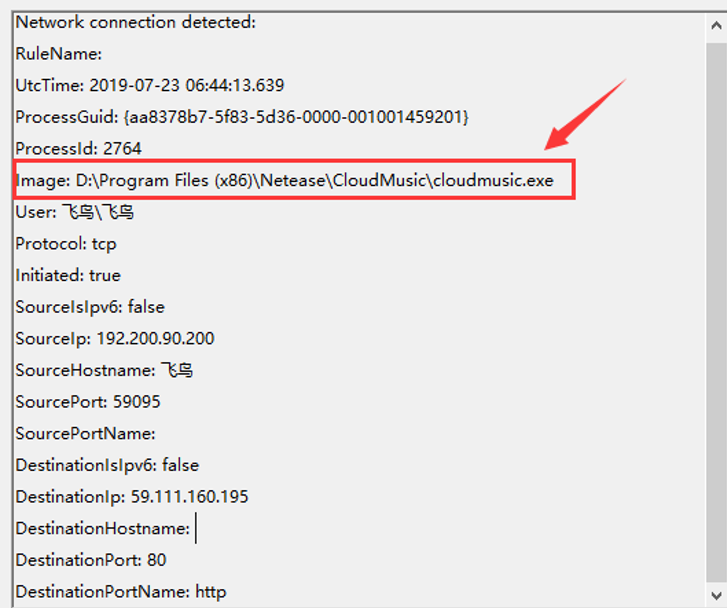 Network connection detected:
RuleName:
UtcTime: 2019-07-23 06:44:13.639
ProcessGuid: {aa8378b7-5f83-5d36-0000-001001459201}
ProcessId: 2764
Image: D:\Program Files (x86)\Netease\CloudMusic\cloudmusic.exe
User: 飞鸟\飞鸟
Protocol: tcp
Initiated: true
SourceIsIpv6: false
SourceIp: 192.200.90.200
SourceHostname: 飞鸟
SourcePort: 59095
SourcePortName:
DestinationIsIpv6: false
DestinationIp: 59.111.160.195
DestinationHostname:
DestinationPort: 80
DestinationPortName: http